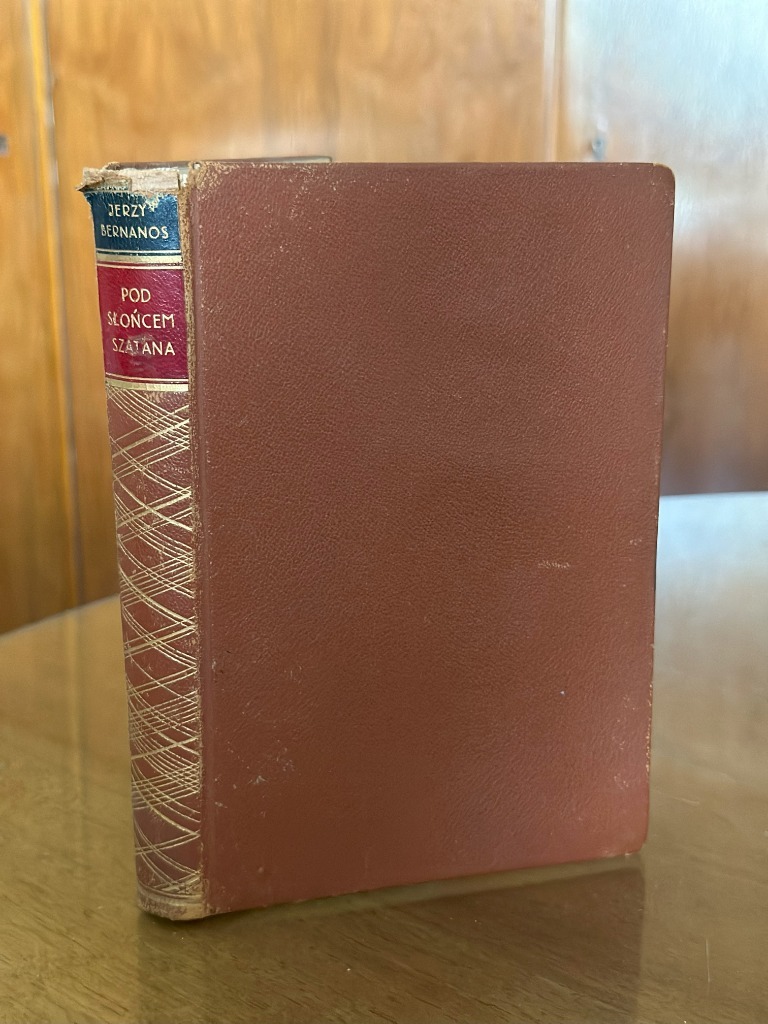 JERZY
BERNANOS
POD
SŁOŃCEM
SZATANA